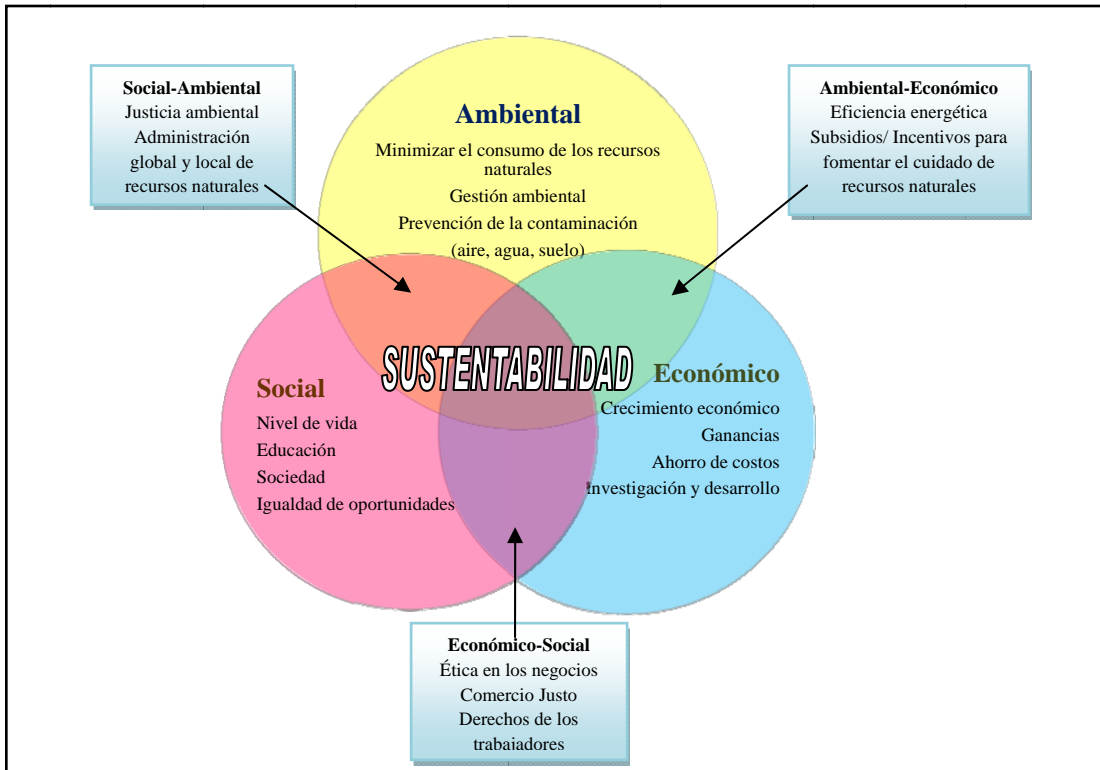 Social-Ambiental
Justicia ambiental
Administración
global y local de
recursos naturales
Ambiental-Económico
Eficiencia energética
Subsidios/ Incentivos para
fomentar el cuidado de
recursos naturales
Ambiental
Minimizar el consumo de los recursos
naturales
Gestión ambiental
Prevención de la contaminación
(aire, agua, suelo)
SUSTENTABILIDAD
Social
Nivel de vida
Educación
Sociedad
Igualdad de oportunidades
Económico
Crecimiento económico
Ganancias
Ahorro de costos
Investigación y desarrollo
Económico-Social
Ética en los negocios
Comercio Justo
Derechos de los
trabajadores